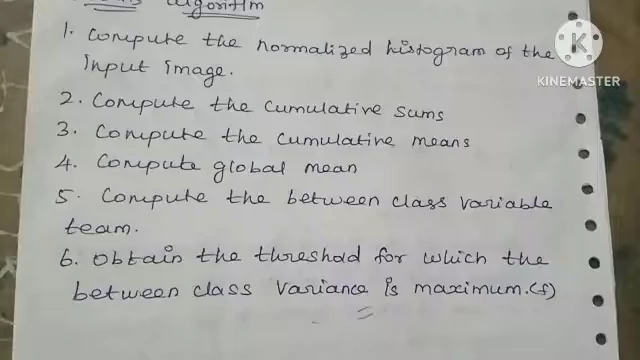 algorithm
1. Compute the normalized histogram of the
input image.
2. Compute the cumulative sums
3. Compute the cumulative means
4. Compute global mean
5. Compute the between class variable
team.
6. Obtain the threshad for which the
between class variance is maximum.(s)
K
KINEMASTER